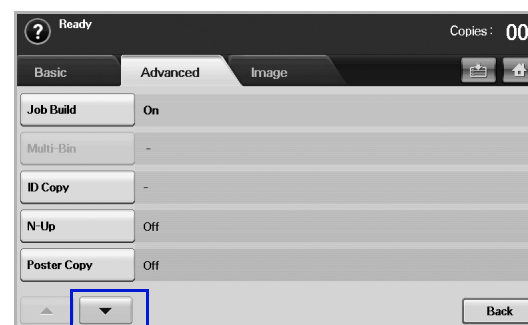 ? Ready
Copies: 00
Basic Advanced Image
Job Build On
Multi-Bin -
ID Copy -
N-Up Off
Poster Copy Off
Back